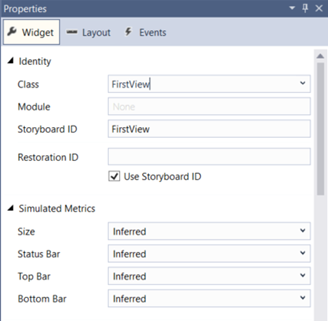 Properties
Widget Layout Events
Identity
Class FirstView
Module None
Storyboard ID FirstView
Restoration ID
Use Storyboard ID
Simulated Metrics
Size Inferred
Status Bar Inferred
Top Bar Inferred
Bottom Bar Inferred